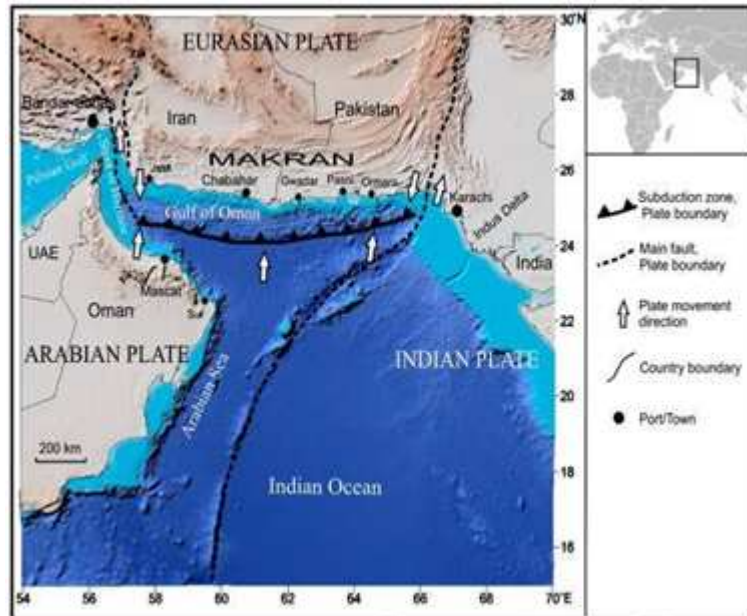 30°N
EURASIAN PLATE
28
Iran
Pakistan
26
MAKRAN
Jask
Chabahar
Gwadar
Pasni
Ormara
Karachi
Gulf of Oman
Indus Delta
24
UAE
India
Mascat
Oman
Sur
22
ARABIAN PLATE
INDIAN PLATE
Arabian Sea
20
200 km
18
Indian Ocean
16
54
56
58
60
62
64
66
68
70°E
Subduction zone,
Plate boundary
Main fault,
Plate boundary
Plate movement
direction
Country boundary
Port/Town